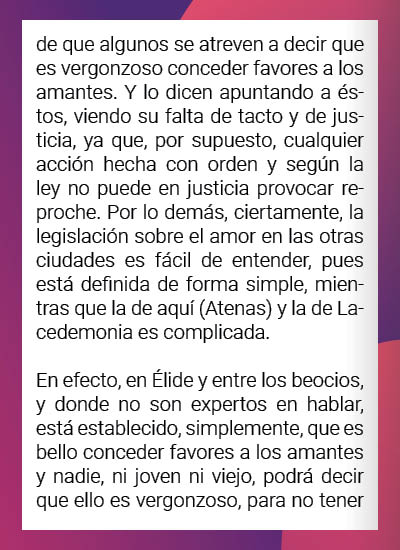 de que algunos se atreven a decir que
es vergonzoso conceder favores a los
amantes. Y lo dicen apuntando a és-
tos, viendo su falta de tacto y de jus-
ticia, ya que, por supuesto, cualquier
acción hecha con orden y según la
ley no puede en justicia provocar re-
proche. Por lo demás, ciertamente, la
legislación sobre el amor en las otras
ciudades es fácil de entender, pues
está definida de forma simple, mien-
tras que la de aquí (Atenas) y la de La-
cedemonia es complicada.

En efecto, en Élide y entre los beocios,
y donde no son expertos en hablar,
está establecido, simplemente, que es
bello conceder favores a los amantes
y nadie, ni joven ni viejo, podrá decir
que ello es vergonzoso, para no tener